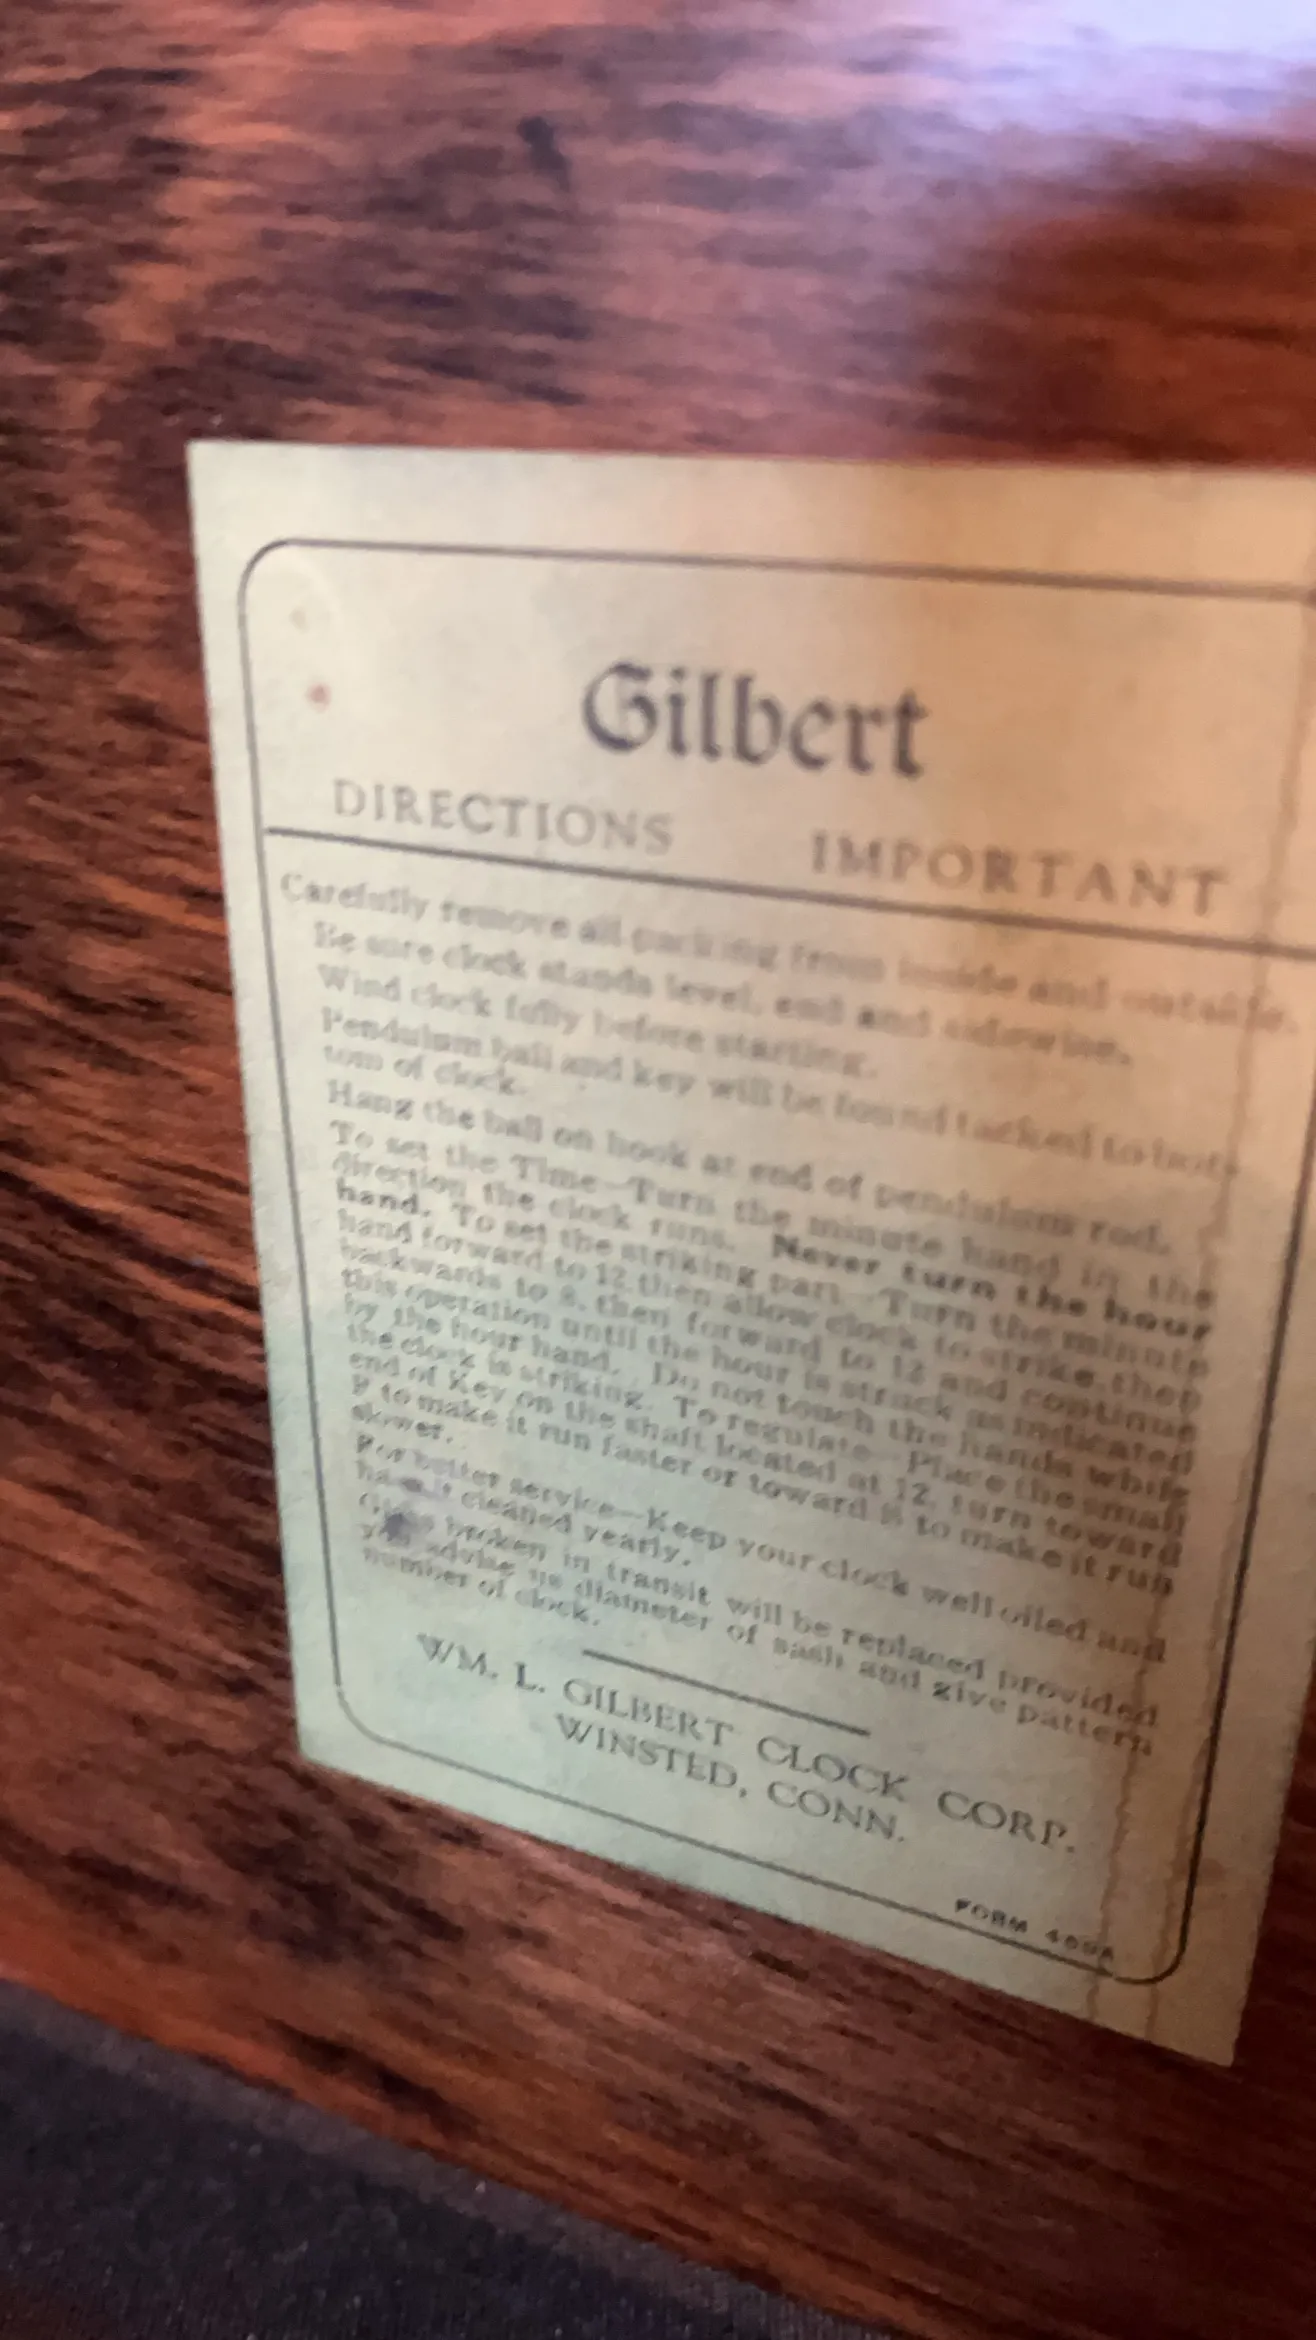 Gilbert
DIRECTIONS IMPORTANT
Carefully remove all packing from inside and outside.
Be sure clock stands level, end and sidewise.
Wind clock fully before starting.
Pendulum ball and key will be found tacked to bot-
tom of clock.
Hang the ball on hook at end of pendulum rod.
To set the Time—Turn the minute hand in the
direction the clock runs. Never turn the hour
hand. To set the striking part—Turn the minute
hand forward to 12 then allow clock to strike, then
backwards to 8, then forward to 12 and continue
this operation until the hour is struck as indicated
by the hour hand. Do not touch the hands while
the clock is striking. To regulate—Place the small
end of Key on the shaft located at 12, turn toward
F to make it run faster or toward S to make it run
slower.
For better service—Keep your clock well oiled and
have it cleaned yearly.
Glass broken in transit will be replaced provided
you advise us diameter of sash and give pattern
number of clock.
WM. L. GILBERT CLOCK CORP.
WINSTED, CONN.
FORM